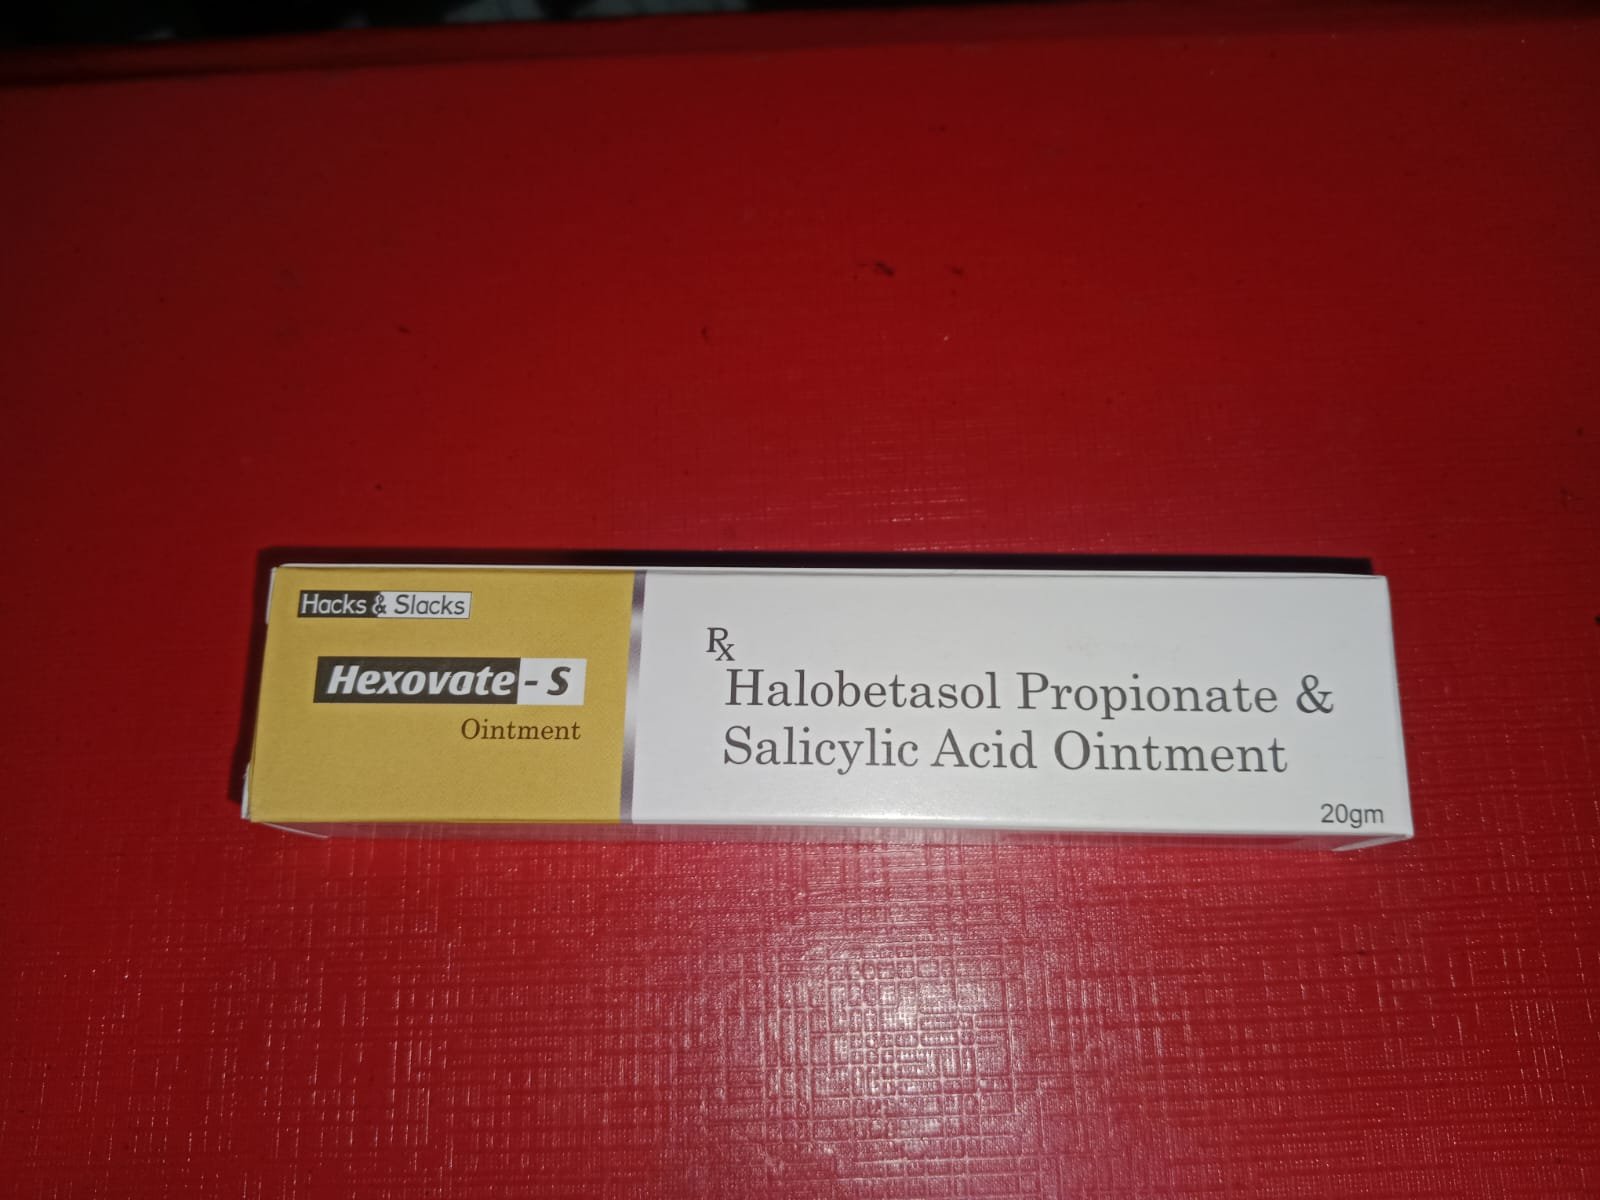 Hacks & Slacks
Hexovate - S
Ointment
Rx
Halobetasol Propionate &
Salicylic Acid Ointment
20gm